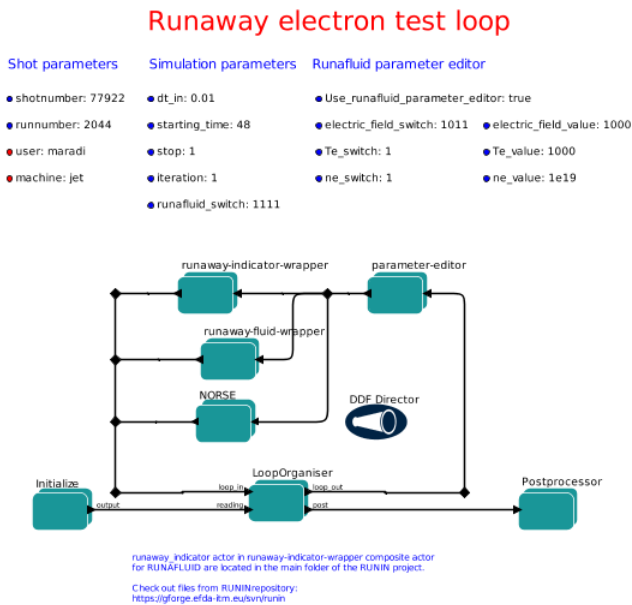 Runaway electron test loop
Shot parameters
Simulation parameters
Runafluid parameter editor
shotnumber: 77922
dt_in: 0.01
Use_runafluid_parameter_editor: true
runnumber: 2044
starting_time: 48
electric_field_switch: 1011
electric_field_value: 1000
user: maradi
stop: 1
Te_switch: 1
Te_value: 1000
machine: jet
iteration: 1
ne_switch: 1
ne_value: 1e19
runafluid_switch: 1111
runaway-indicator-wrapper
parameter-editor
runaway-fluid-wrapper
NORSE
DDF Director
LoopOrganiser
Initialize
Postprocessor
loop_in
loop_out
output
reading
post
runaway_indicator actor in runaway-indicator-wrapper composite actor
for RUNAFLUID are located in the main folder of the RUNIN project.
Check out files from RUNINrepository:
https://gforge.efda-itm.eu/svn/runin